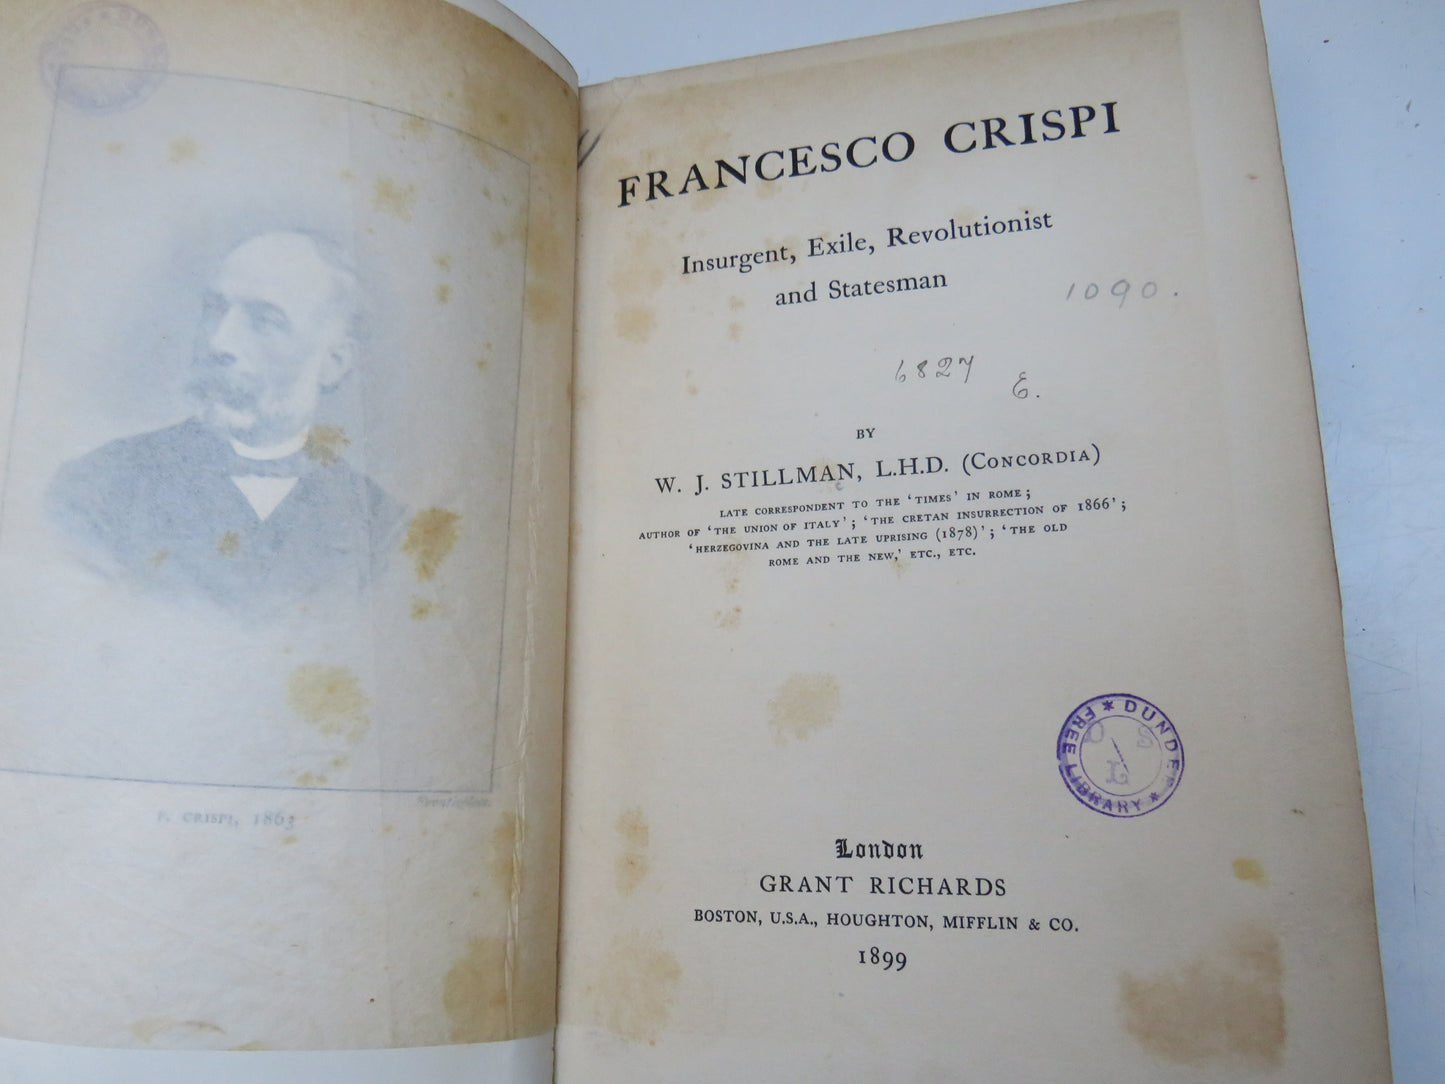 F. CRISPI, 1863
Frontispiece.
FRANCESCO CRISPI
Insurgent, Exile, Revolutionist
and Statesman
1090.
6827
E.
BY
W. J. STILLMAN, L.H.D. (CONCORDIA)
LATE CORRESPONDENT TO THE ‘TIMES’ IN ROME;
AUTHOR OF ‘THE UNION OF ITALY’; ‘THE CRETAN INSURRECTION OF 1866’;
‘HERZEGOVINA AND THE LATE UPRISING (1878)’; ‘THE OLD
ROME AND THE NEW,’ ETC., ETC.
* DUNDEE * FREE LIBRARY
D S
L
London
GRANT RICHARDS
BOSTON, U.S.A., HOUGHTON, MIFFLIN & CO.
1899